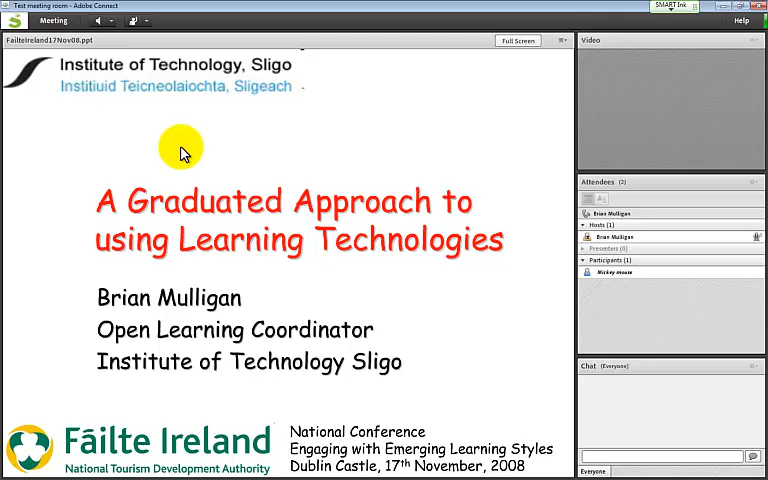 Test meeting room - Adobe Connect
SMART Ink
Meeting
Help
FailteIreland17Nov08.ppt
Full Screen
Institute of Technology, Sligo
Institiuid Teicneolaiochta, Sligeach
A Graduated Approach to
using Learning Technologies
Brian Mulligan
Open Learning Coordinator
Institute of Technology Sligo
Fáilte Ireland
National Tourism Development Authority
National Conference
Engaging with Emerging Learning Styles
Dublin Castle, 17th November, 2008
Video
Attendees (2)
Brian Mulligan
Hosts (1)
Brian Mulligan
Presenters (0)
Participants (1)
Mickey mouse
Chat (Everyone)
Everyone